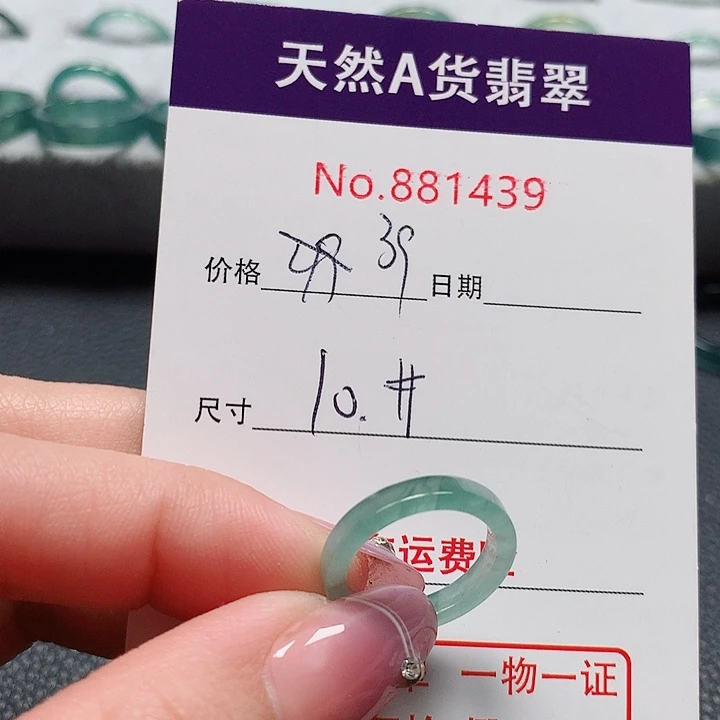 天然A货翡翠
No.881439
价格 39 日期
尺寸 10.#
运费
一物一证